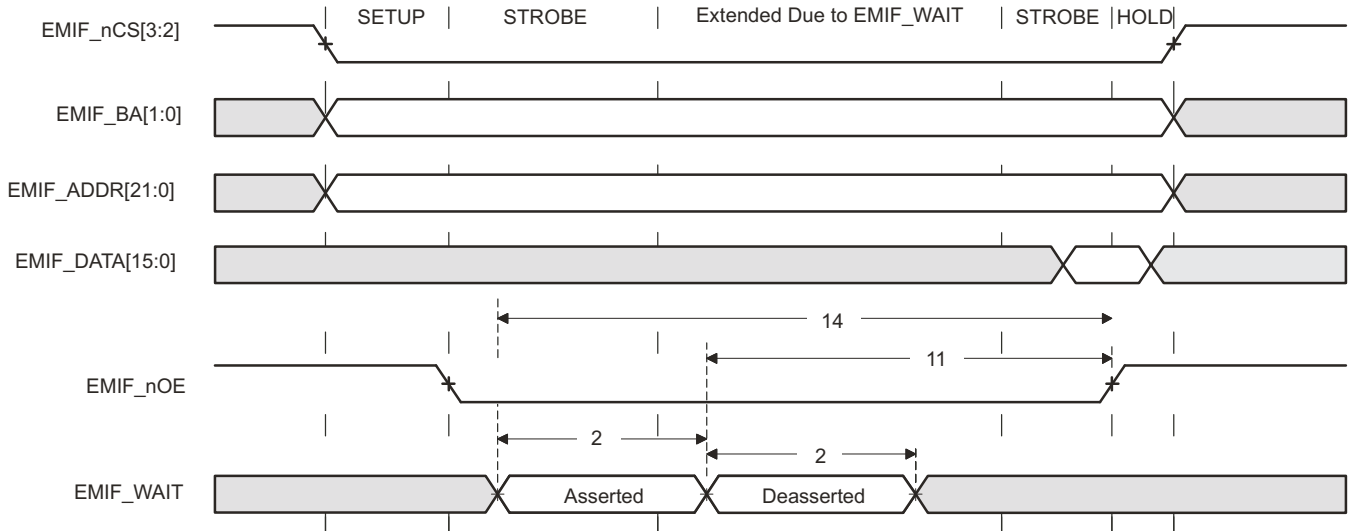 SETUP STROBE Extended Due to EMIF_WAIT STROBE HOLD
EMIF_nCS[3:2]
EMIF_BA[1:0]
EMIF_ADDR[21:0]
EMIF_DATA[15:0]
14
11
EMIF_nOE
2
2
EMIF_WAIT Asserted Deasserted